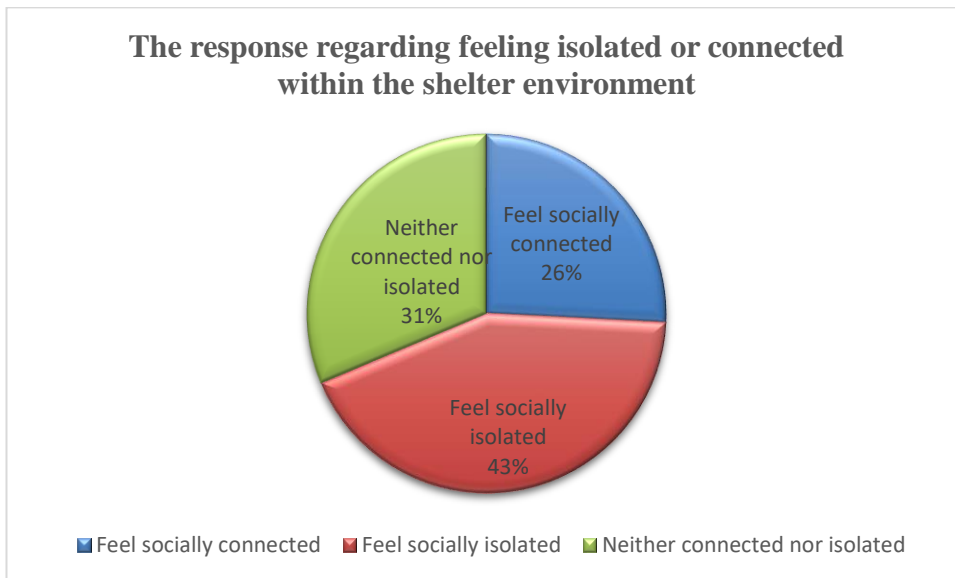 The response regarding feeling isolated or connected
within the shelter environment
Feel socially
connected
26%
Neither
connected nor
isolated
31%
Feel socially
isolated
43%
Feel socially connected
Feel socially isolated
Neither connected nor isolated